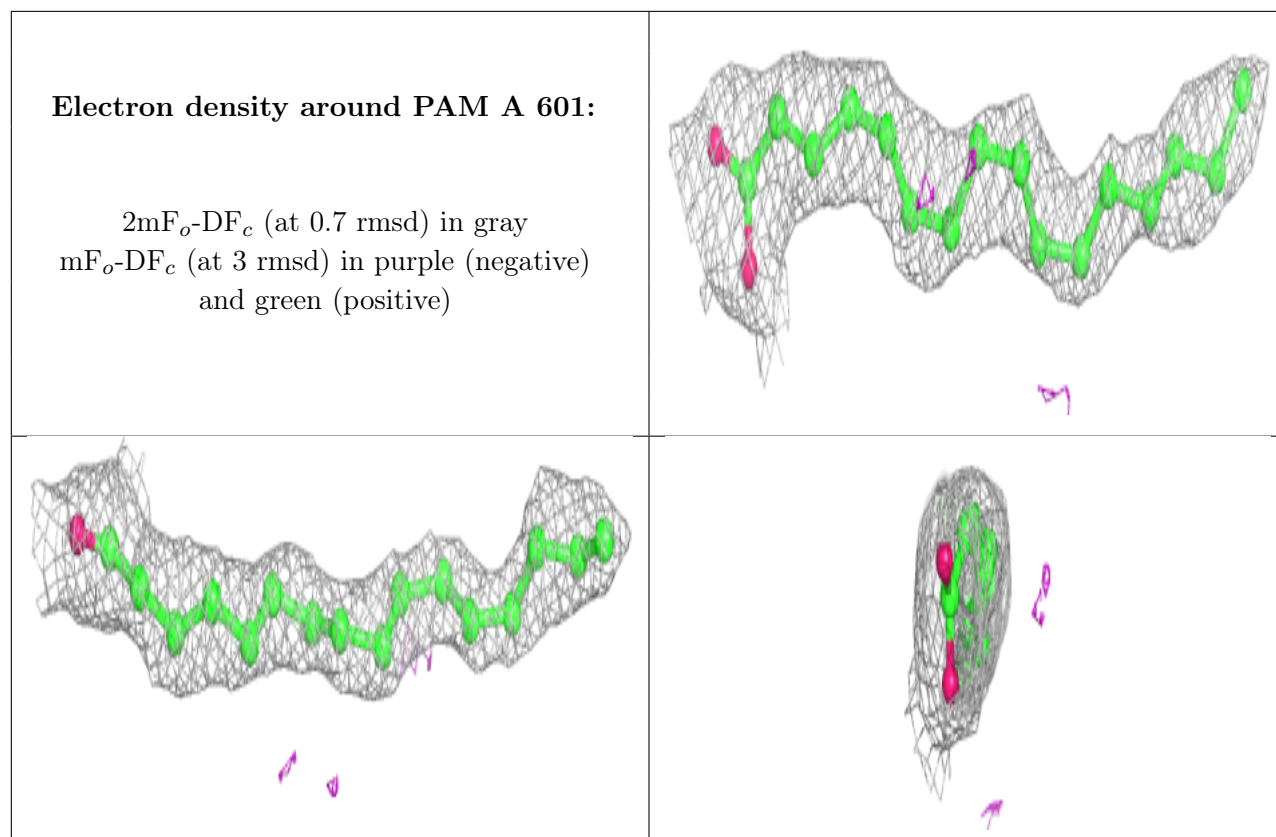 Electron density around PAM A 601:
2mFo-DFc (at 0.7 rmsd) in gray
mFo-DFc (at 3 rmsd) in purple (negative)
and green (positive)